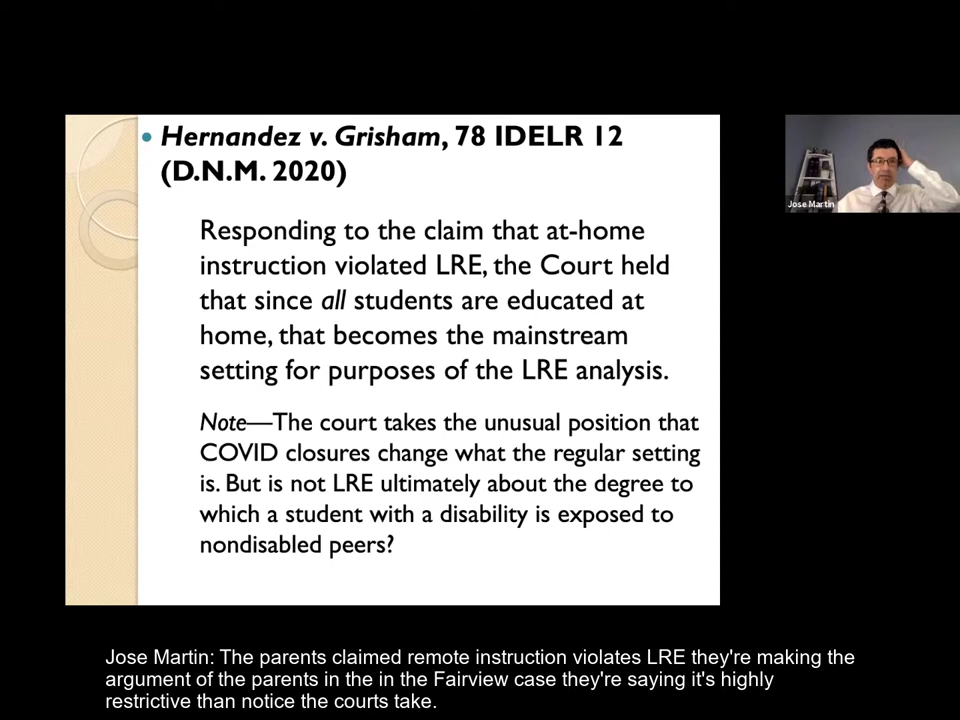 Hernandez v. Grisham, 78 IDELR 12
(D.N.M. 2020)
Responding to the claim that at-home
instruction violated LRE, the Court held
that since all students are educated at
home, that becomes the mainstream
setting for purposes of the LRE analysis.
Note—The court takes the unusual position that
COVID closures change what the regular setting
is. But is not LRE ultimately about the degree to
which a student with a disability is exposed to
nondisabled peers?
Jose Martin
Jose Martin: The parents claimed remote instruction violates LRE they're making the
argument of the parents in the in the Fairview case they're saying it's highly
restrictive than notice the courts take.